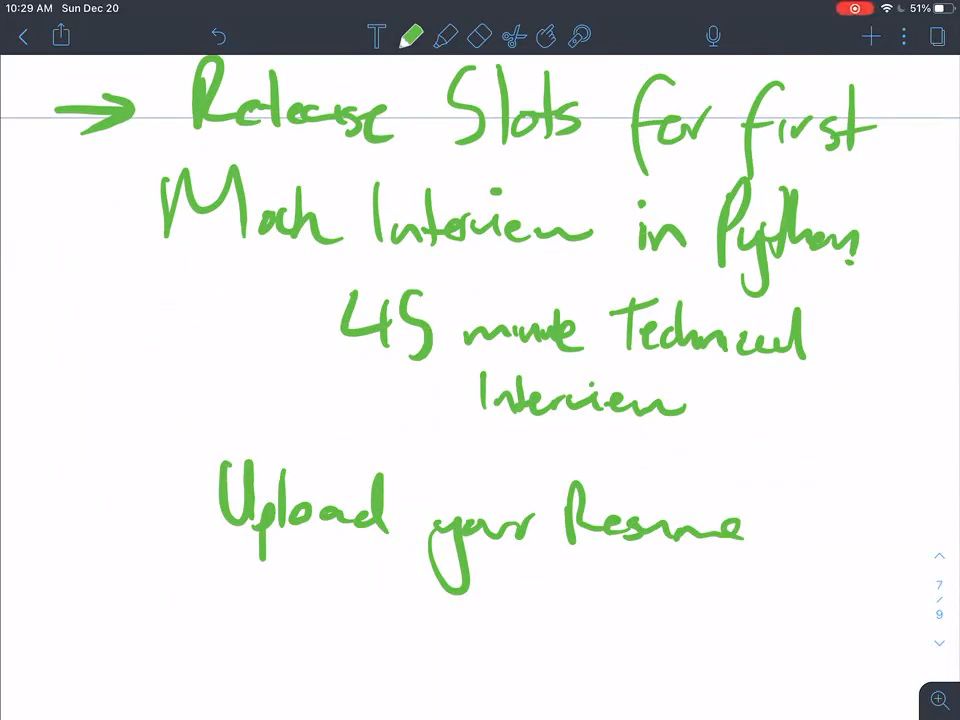 10:29 AM Sun Dec 20
51%
→ Release Slots for first
Mock Interview in Python!
45 minute Technical
Interview
Upload your Resume
7
/
9